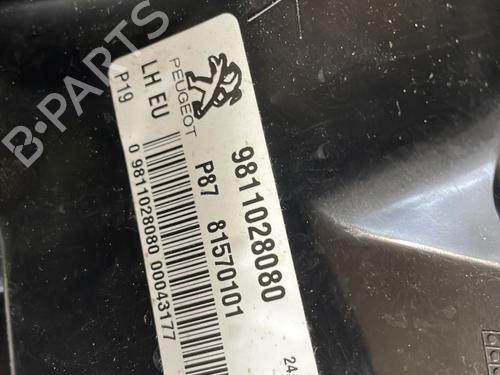 PEUGEOT
9811028080
LH EU
P87 81570101
P19
0 9811028080 00043177
24
B-PARTS